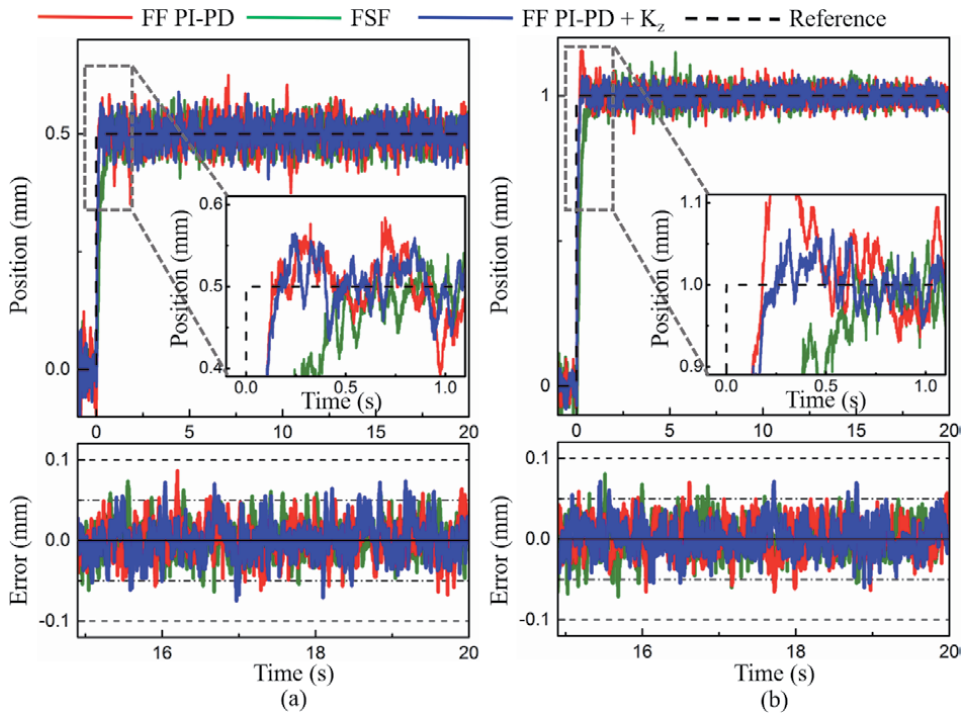 FF PI-PD FSF FF PI-PD + Kz Reference
Position (mm)
0.5
0.0
0 5 10 15 20
Position (mm)
0.6
0.5
0.4
0.0 0.5 1.0
Time (s)
Position (mm)
1
0
0 5 10 15 20
Position (mm)
1.1
1.0
0.9
0.0 0.5 1.0
Time (s)
Error (mm)
0.1
0.0
-0.1
16 18 20
Time (s)
(a)
Error (mm)
0.1
0.0
-0.1
16 18 20
Time (s)
(b)